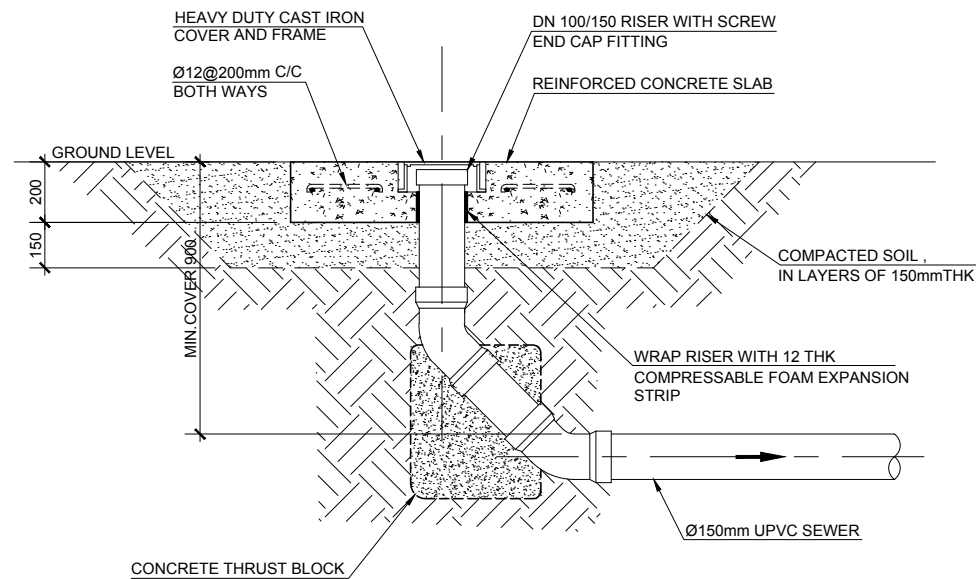 HEAVY DUTY CAST IRON
COVER AND FRAME
DN 100/150 RISER WITH SCREW
END CAP FITTING
Ø12@200mm C/C
BOTH WAYS
REINFORCED CONCRETE SLAB
GROUND LEVEL
200
150
MIN.COVER 900
COMPACTED SOIL ,
IN LAYERS OF 150mmTHK
WRAP RISER WITH 12 THK
COMPRESSABLE FOAM EXPANSION
STRIP
Ø150mm UPVC SEWER
CONCRETE THRUST BLOCK